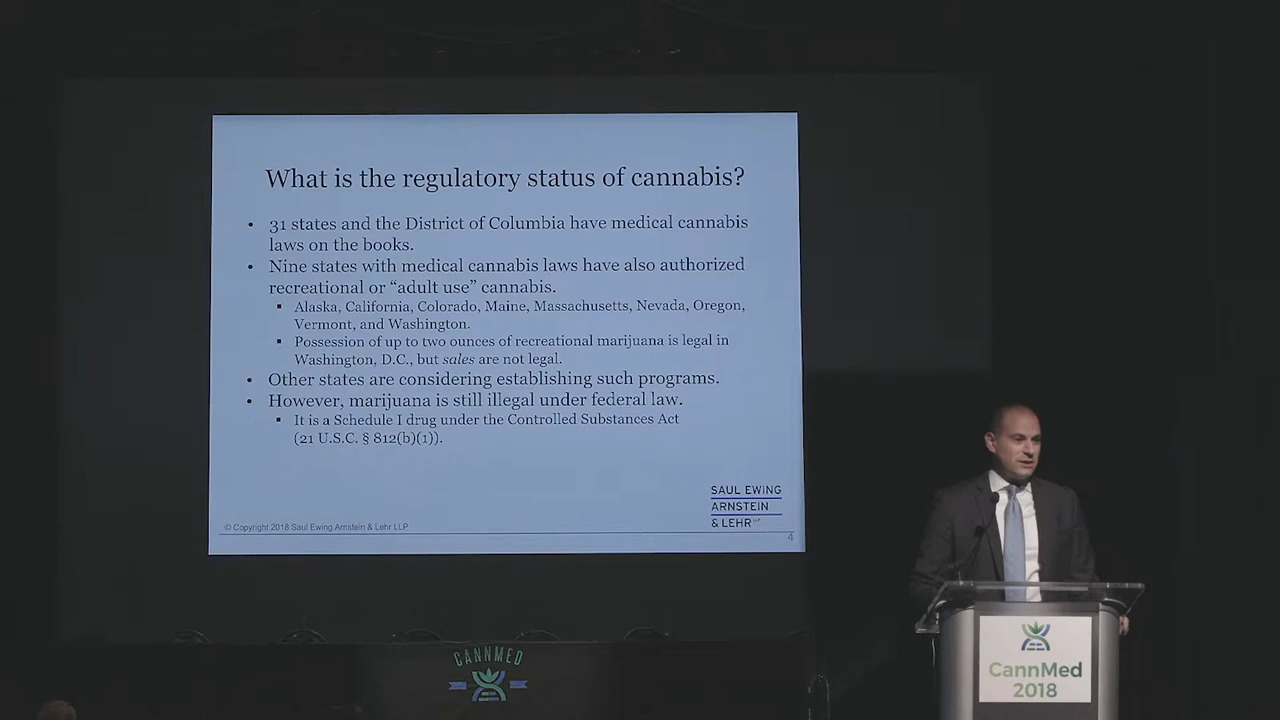 What is the regulatory status of cannabis?
• 31 states and the District of Columbia have medical cannabis
laws on the books.
• Nine states with medical cannabis laws have also authorized
recreational or “adult use” cannabis.
▪ Alaska, California, Colorado, Maine, Massachusetts, Nevada, Oregon,
Vermont, and Washington.
▪ Possession of up to two ounces of recreational marijuana is legal in
Washington, D.C., but sales are not legal.
• Other states are considering establishing such programs.
• However, marijuana is still illegal under federal law.
▪ It is a Schedule I drug under the Controlled Substances Act
(21 U.S.C. § 812(b)(1)).
SAUL EWING
ARNSTEIN
& LEHR LLP
© Copyright 2018 Saul Ewing Arnstein & Lehr LLP
4
CANNMED
CannMed
2018